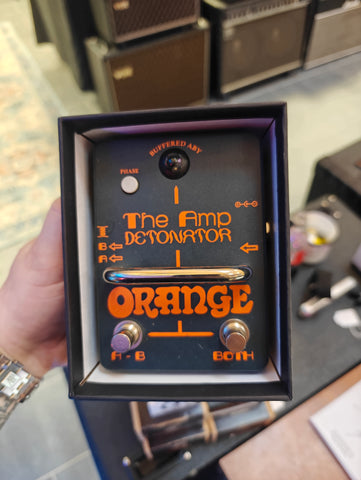 BUFFERED ABY
PHASE
The Amp
DETONATOR
B
A
ORANGE
A - B
BOTH